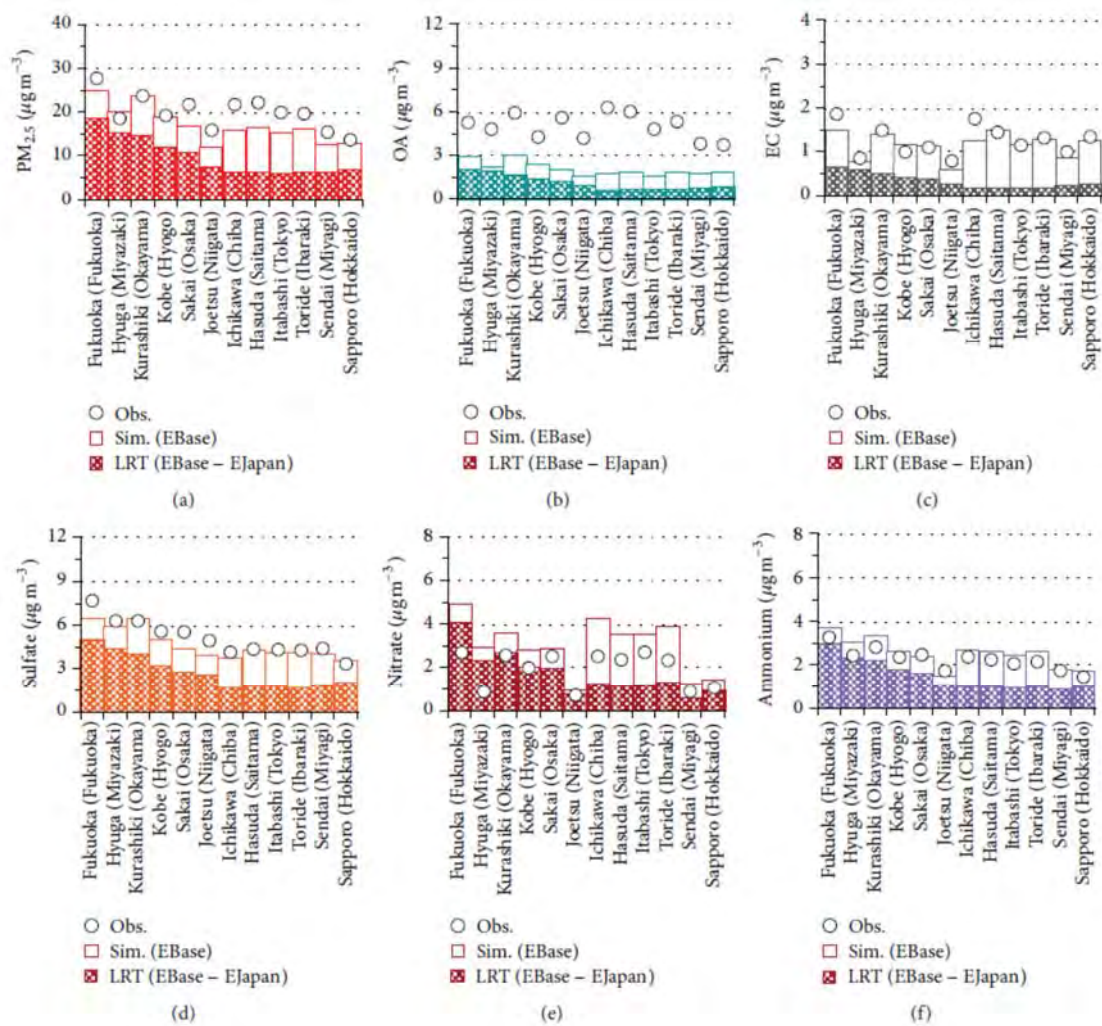 PM2.5 (μg m−3)
40
30
20
10
0
Fukuoka (Fukuoka)
Hyuga (Miyazaki)
Kurashiki (Okayama)
Kobe (Hyogo)
Sakai (Osaka)
Joetsu (Niigata)
Ichikawa (Chiba)
Hasuda (Saitama)
Itabashi (Tokyo)
Toride (Ibaraki)
Sendai (Miyagi)
Sapporo (Hokkaido)
Obs.
Sim. (EBase)
LRT (EBase – EJapan)
(a)
OA (μg m−3)
12
9
6
3
0
Fukuoka (Fukuoka)
Hyuga (Miyazaki)
Kurashiki (Okayama)
Kobe (Hyogo)
Sakai (Osaka)
Joetsu (Niigata)
Ichikawa (Chiba)
Hasuda (Saitama)
Itabashi (Tokyo)
Toride (Ibaraki)
Sendai (Miyagi)
Sapporo (Hokkaido)
Obs.
Sim. (EBase)
LRT (EBase – EJapan)
(b)
EC (μg m−3)
4
3
2
1
0
Fukuoka (Fukuoka)
Hyuga (Miyazaki)
Kurashiki (Okayama)
Kobe (Hyogo)
Sakai (Osaka)
Joetsu (Niigata)
Ichikawa (Chiba)
Hasuda (Saitama)
Itabashi (Tokyo)
Toride (Ibaraki)
Sendai (Miyagi)
Sapporo (Hokkaido)
Obs.
Sim. (EBase)
LRT (EBase – EJapan)
(c)
Sulfate (μg m−3)
12
9
6
3
0
Fukuoka (Fukuoka)
Hyuga (Miyazaki)
Kurashiki (Okayama)
Kobe (Hyogo)
Sakai (Osaka)
Joetsu (Niigata)
Ichikawa (Chiba)
Hasuda (Saitama)
Itabashi (Tokyo)
Toride (Ibaraki)
Sendai (Miyagi)
Sapporo (Hokkaido)
Obs.
Sim. (EBase)
LRT (EBase – EJapan)
(d)
Nitrate (μg m−3)
8
6
4
2
0
Fukuoka (Fukuoka)
Hyuga (Miyazaki)
Kurashiki (Okayama)
Kobe (Hyogo)
Sakai (Osaka)
Joetsu (Niigata)
Ichikawa (Chiba)
Hasuda (Saitama)
Itabashi (Tokyo)
Toride (Ibaraki)
Sendai (Miyagi)
Sapporo (Hokkaido)
Obs.
Sim. (EBase)
LRT (EBase – EJapan)
(e)
Ammonium (μg m−3)
8
6
4
2
0
Fukuoka (Fukuoka)
Hyuga (Miyazaki)
Kurashiki (Okayama)
Kobe (Hyogo)
Sakai (Osaka)
Joetsu (Niigata)
Ichikawa (Chiba)
Hasuda (Saitama)
Itabashi (Tokyo)
Toride (Ibaraki)
Sendai (Miyagi)
Sapporo (Hokkaido)
Obs.
Sim. (EBase)
LRT (EBase – EJapan)
(f)